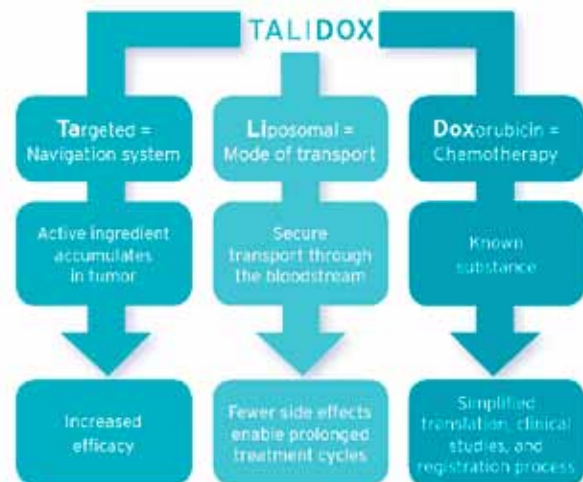 TALIDOX
Targeted =
Navigation system
Liposomal =
Mode of transport
Doxorubicin =
Chemotherapy
Active ingredient
accumulates
in tumor
Secure
transport through
the bloodstream
Known
substance
Increased
efficacy
Fewer side effects
enable prolonged
treatment cycles
Simplified
translation, clinical
studies, and
registration process